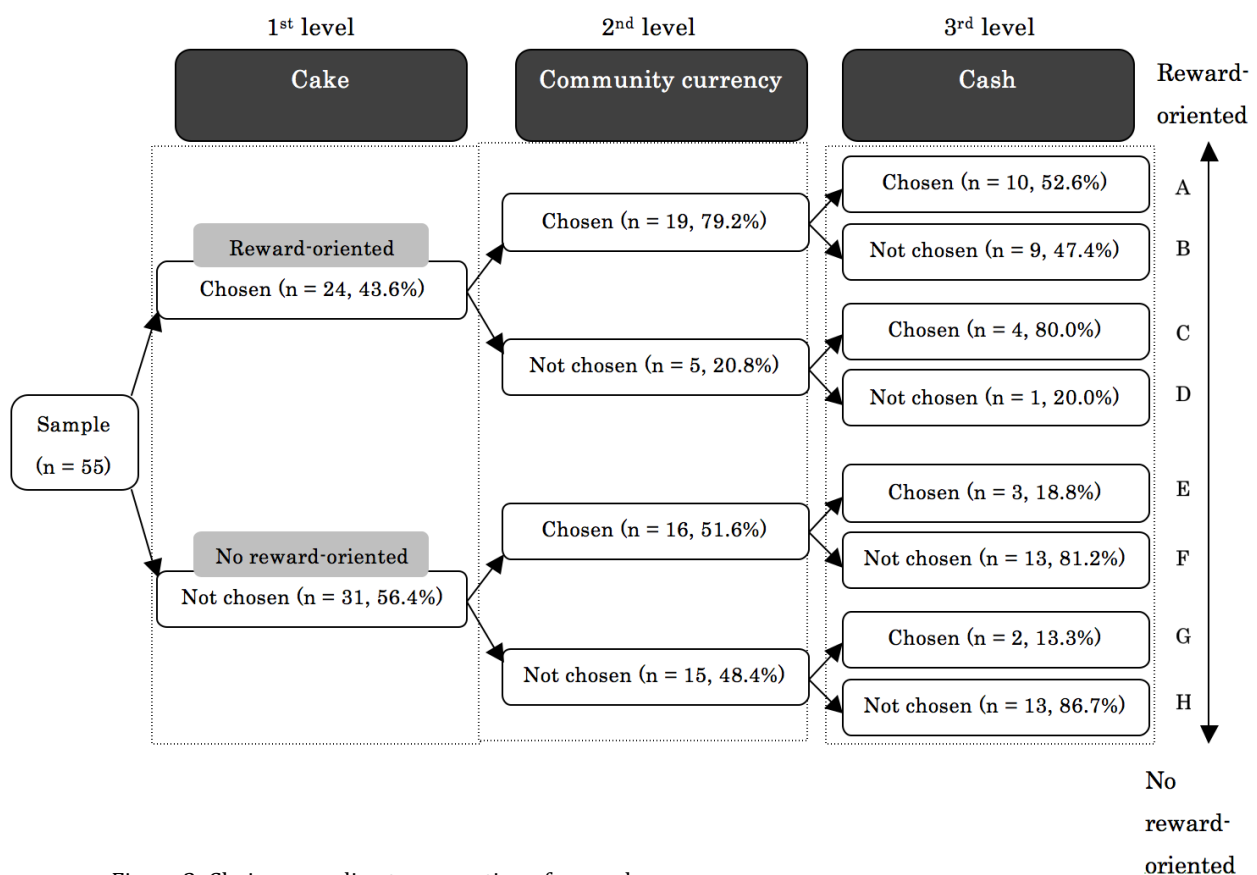 1st level
2nd level
3rd level
Cake
Community currency
Cash
Reward-
oriented
Sample
(n = 55)
Reward-oriented
Chosen (n = 24, 43.6%)
No reward-oriented
Not chosen (n = 31, 56.4%)
Chosen (n = 19, 79.2%)
Not chosen (n = 5, 20.8%)
Chosen (n = 16, 51.6%)
Not chosen (n = 15, 48.4%)
Chosen (n = 10, 52.6%)
A
Not chosen (n = 9, 47.4%)
B
Chosen (n = 4, 80.0%)
C
Not chosen (n = 1, 20.0%)
D
Chosen (n = 3, 18.8%)
E
Not chosen (n = 13, 81.2%)
F
Chosen (n = 2, 13.3%)
G
Not chosen (n = 13, 86.7%)
H
No
reward-
oriented